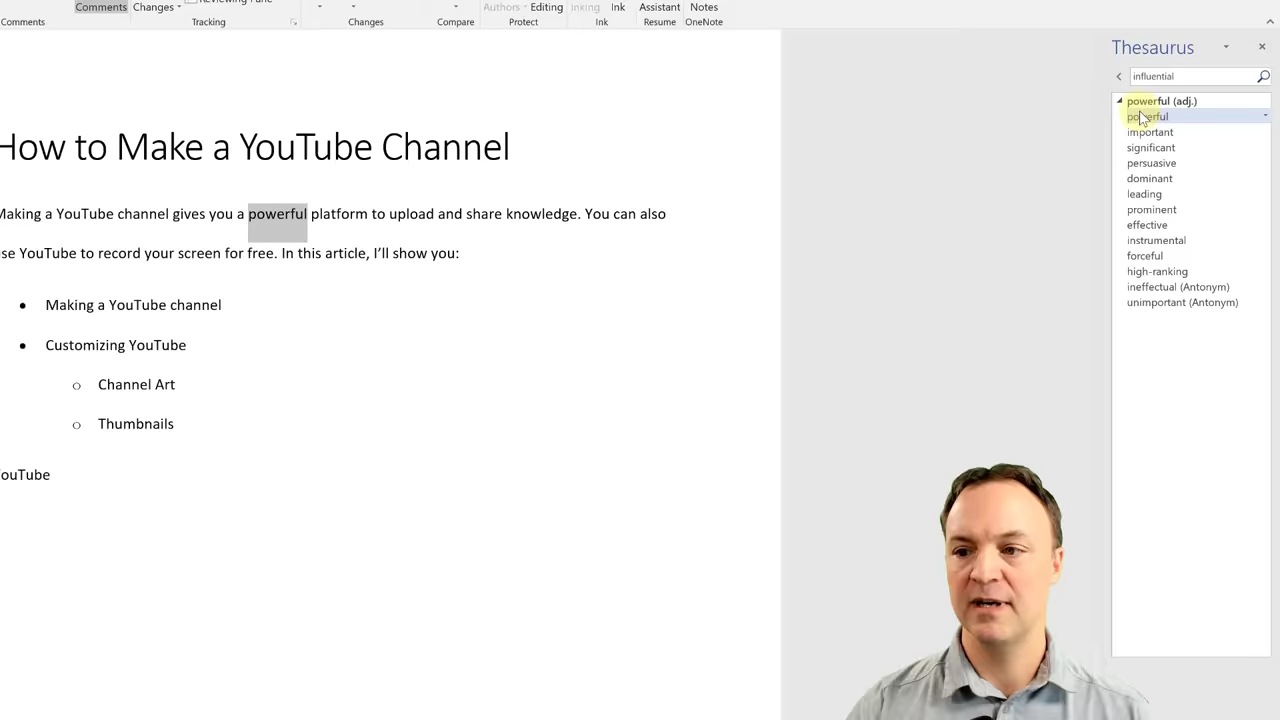 Comments Changes Reviewing Pane Authors Editing Inking Ink Assistant Notes
Comments Tracking Changes Compare Protect Ink Resume OneNote
Thesaurus
influential
powerful (adj.)
powerful
important
significant
persuasive
dominant
leading
prominent
effective
instrumental
forceful
high-ranking
ineffectual (Antonym)
unimportant (Antonym)
How to Make a YouTube Channel
Making a YouTube channel gives you a powerful platform to upload and share knowledge. You can also
se YouTube to record your screen for free. In this article, I'll show you:
• Making a YouTube channel
• Customizing YouTube
o Channel Art
o Thumbnails
YouTube